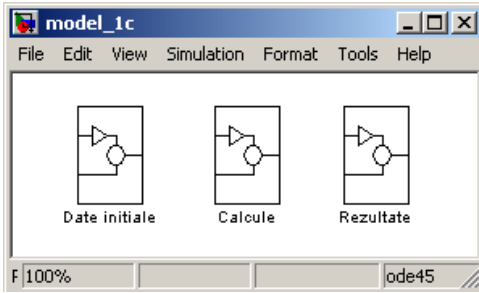 model_1c
File Edit View Simulation Format Tools Help
Date initiale Calcule Rezultate
100% ode45